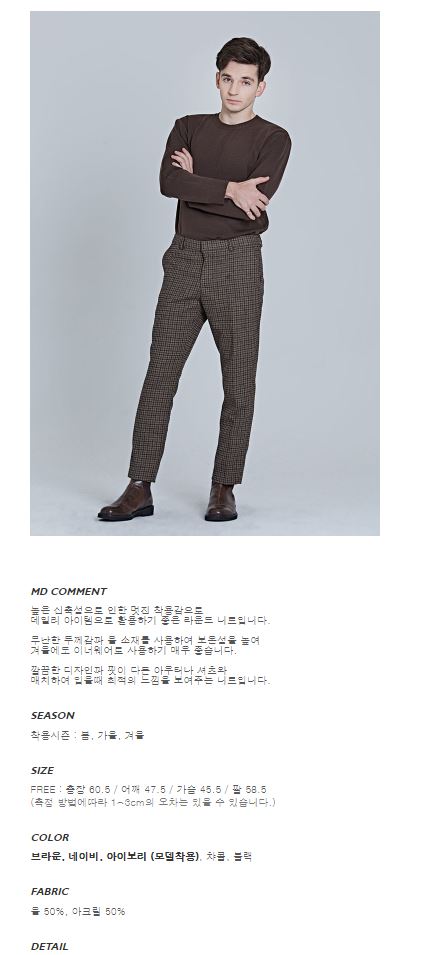 MD COMMENT
높은 신축성으로 인한 멋진 착용감으로
데일리 아이템으로 활용하기 좋은 라운드 니트입니다.
무난한 두께감과 울 소재를 사용하여 보온성을 높여
겨울에도 이너웨어로 사용하기 매우 좋습니다.
깔끔한 디자인과 핏이 다른 아우터나 셔츠와
매치하여 입을때 최적의 느낌을 보여주는 니트입니다.
SEASON
착용시즌 : 봄, 가을, 겨울
SIZE
FREE : 총장 60.5 / 어깨 47.5 / 가슴 45.5 / 팔 58.5
(측정 방법에따라 1~3cm의 오차는 있을 수 있습니다.)
COLOR
브라운, 네이비, 아이보리 (모델착용), 차콜, 블랙
FABRIC
울 50%, 아크릴 50%
DETAIL